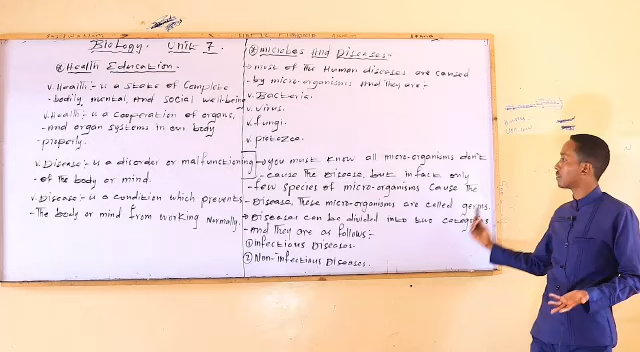 Biology. Unit 7
④ Health Education.
v. Health:- is a state of complete
- bodily, mental, and social well-being
v. Health:- is a cooperation of organs,
- and organ systems in our body
- properly.
v. Disease:- is a disorder or malfunctioning
- of the body or mind.
v. Disease:- is a condition which prevents
- The body or mind from working normally.
Microbes And Diseases.
most of the Human diseases are caused
- by micro-organisms and they are:-
v. Bacteria.
v. virus.
v. fungi.
v. protozoa.
you must know all micro-organisms don't
- cause the Disease, but infact only
- few species of micro-organisms cause the
- Disease, These micro-organisms are called germs.
Diseases can be divided into two categories
- and They are as follows:-
① Infectious Diseases.
② Non-infectious Diseases.